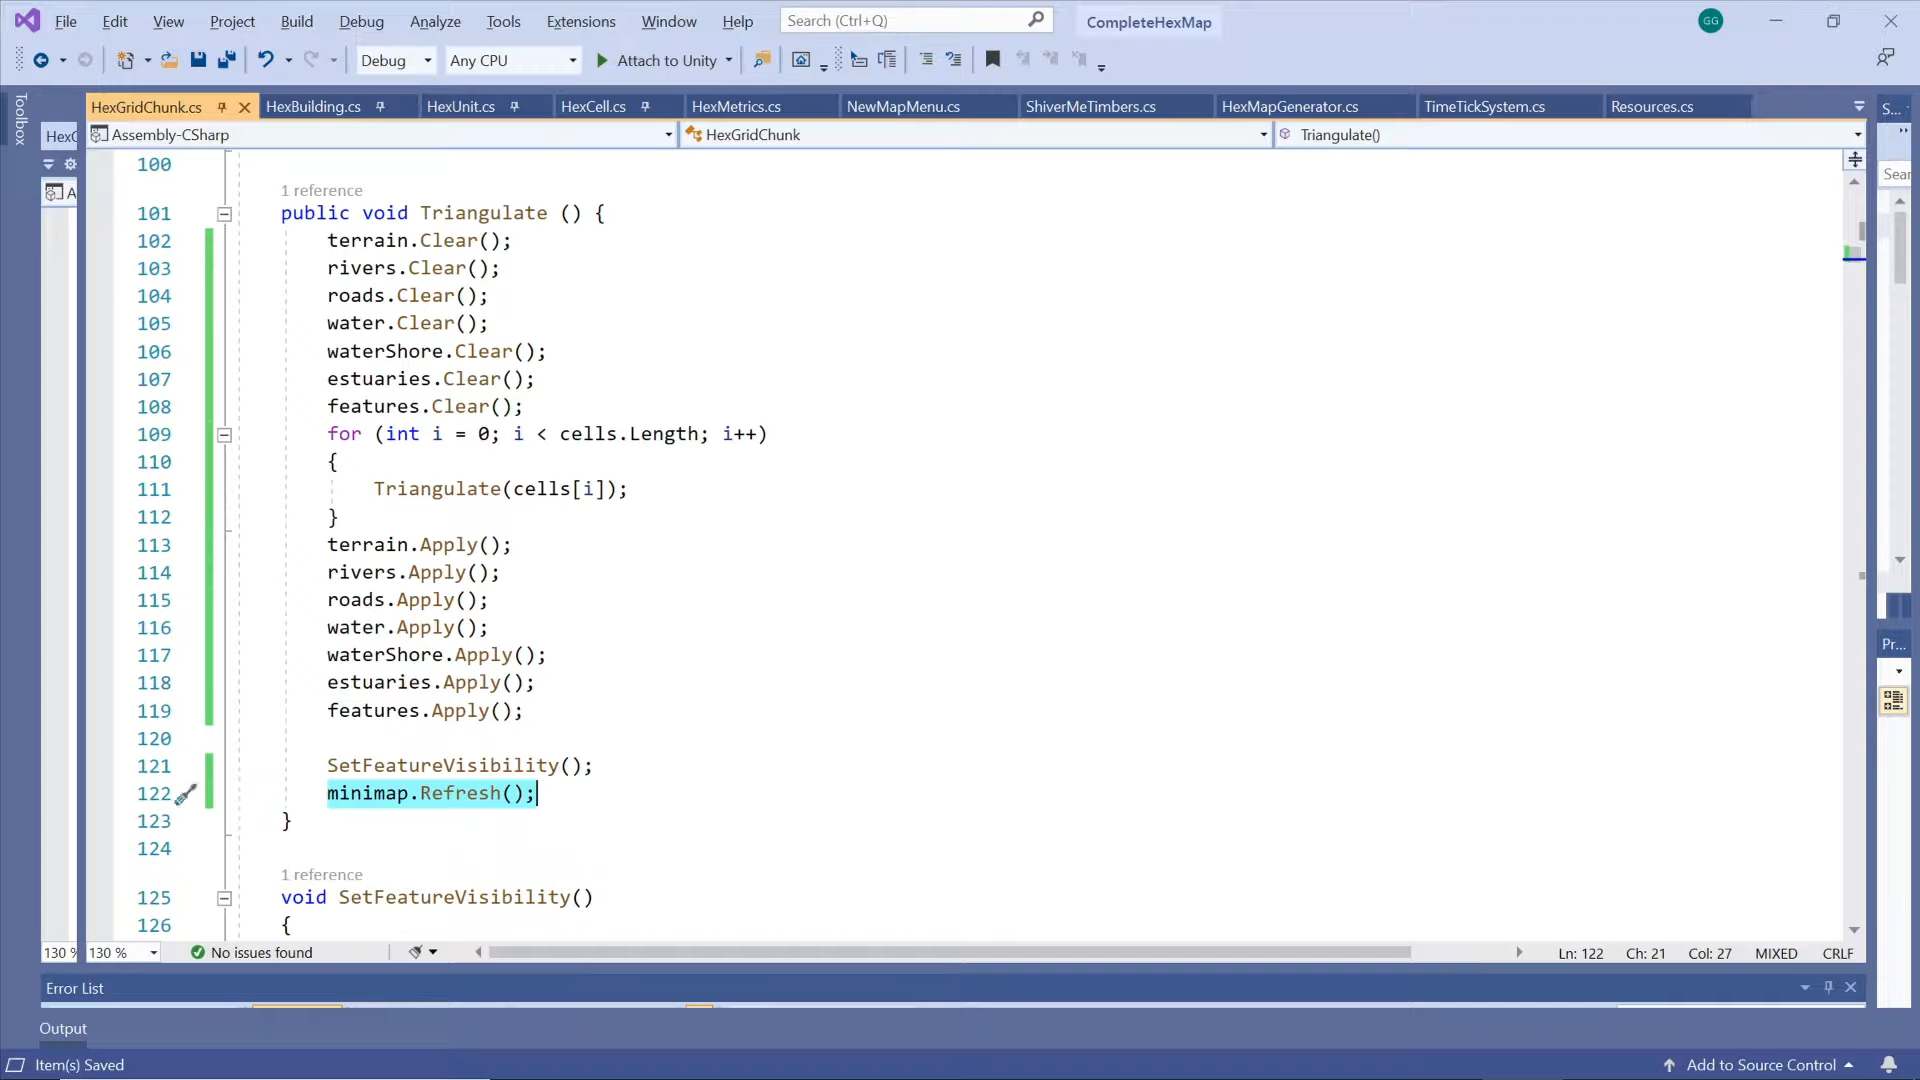 File Edit View Project Build Debug Analyze Tools Extensions Window Help Search (Ctrl+Q) CompleteHexMap GG
Debug Any CPU Attach to Unity
Toolbox
HexGridChunk.cs HexBuilding.cs HexUnit.cs HexCell.cs HexMetrics.cs NewMapMenu.cs ShiverMeTimbers.cs HexMapGenerator.cs TimeTickSystem.cs Resources.cs S...
HexC Assembly-CSharp HexGridChunk Triangulate()
100
Sear
1 reference
A
101 public void Triangulate () {
102 terrain.Clear();
103 rivers.Clear();
104 roads.Clear();
105 water.Clear();
106 waterShore.Clear();
107 estuaries.Clear();
108 features.Clear();
109 for (int i = 0; i < cells.Length; i++)
110 {
111 Triangulate(cells[i]);
112 }
113 terrain.Apply();
114 rivers.Apply();
115 roads.Apply();
116 water.Apply();
117 waterShore.Apply();
Pr...
118 estuaries.Apply();
119 features.Apply();
120
121 SetFeatureVisibility();
122 minimap.Refresh();
123 }
124
1 reference
125 void SetFeatureVisibility()
126 {
130 % 130 % No issues found Ln: 122 Ch: 21 Col: 27 MIXED CRLF
Error List
Output
Item(s) Saved Add to Source Control